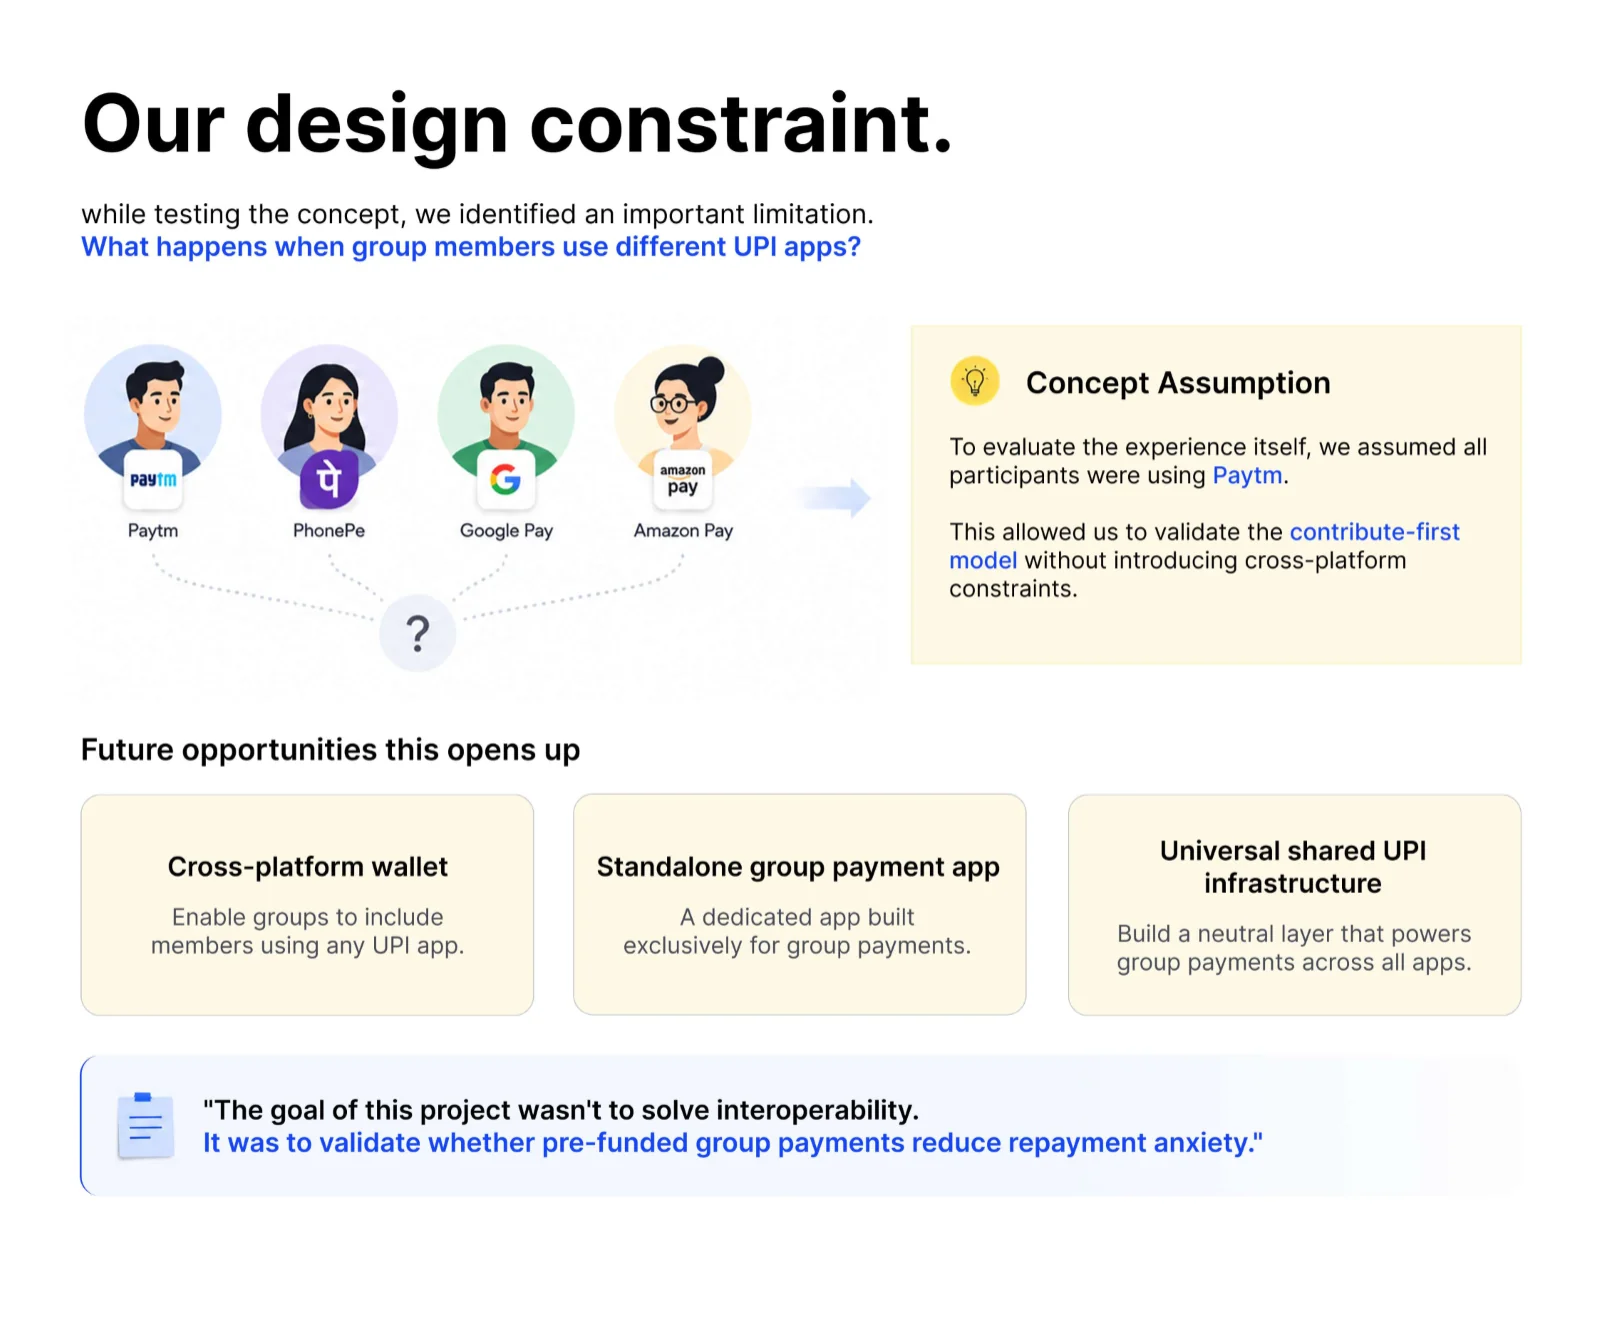 Our design constraint.
while testing the concept, we identified an important limitation.
What happens when group members use different UPI apps?
paytm
पे
G
amazon
pay
Paytm
PhonePe
Google Pay
Amazon Pay
?
Concept Assumption
To evaluate the experience itself, we assumed all
participants were using Paytm.
This allowed us to validate the contribute-first
model without introducing cross-platform
constraints.
Future opportunities this opens up
Cross-platform wallet
Enable groups to include
members using any UPI app.
Standalone group payment app
A dedicated app built
exclusively for group payments.
Universal shared UPI
infrastructure
Build a neutral layer that powers
group payments across all apps.
"The goal of this project wasn't to solve interoperability.
It was to validate whether pre-funded group payments reduce repayment anxiety."